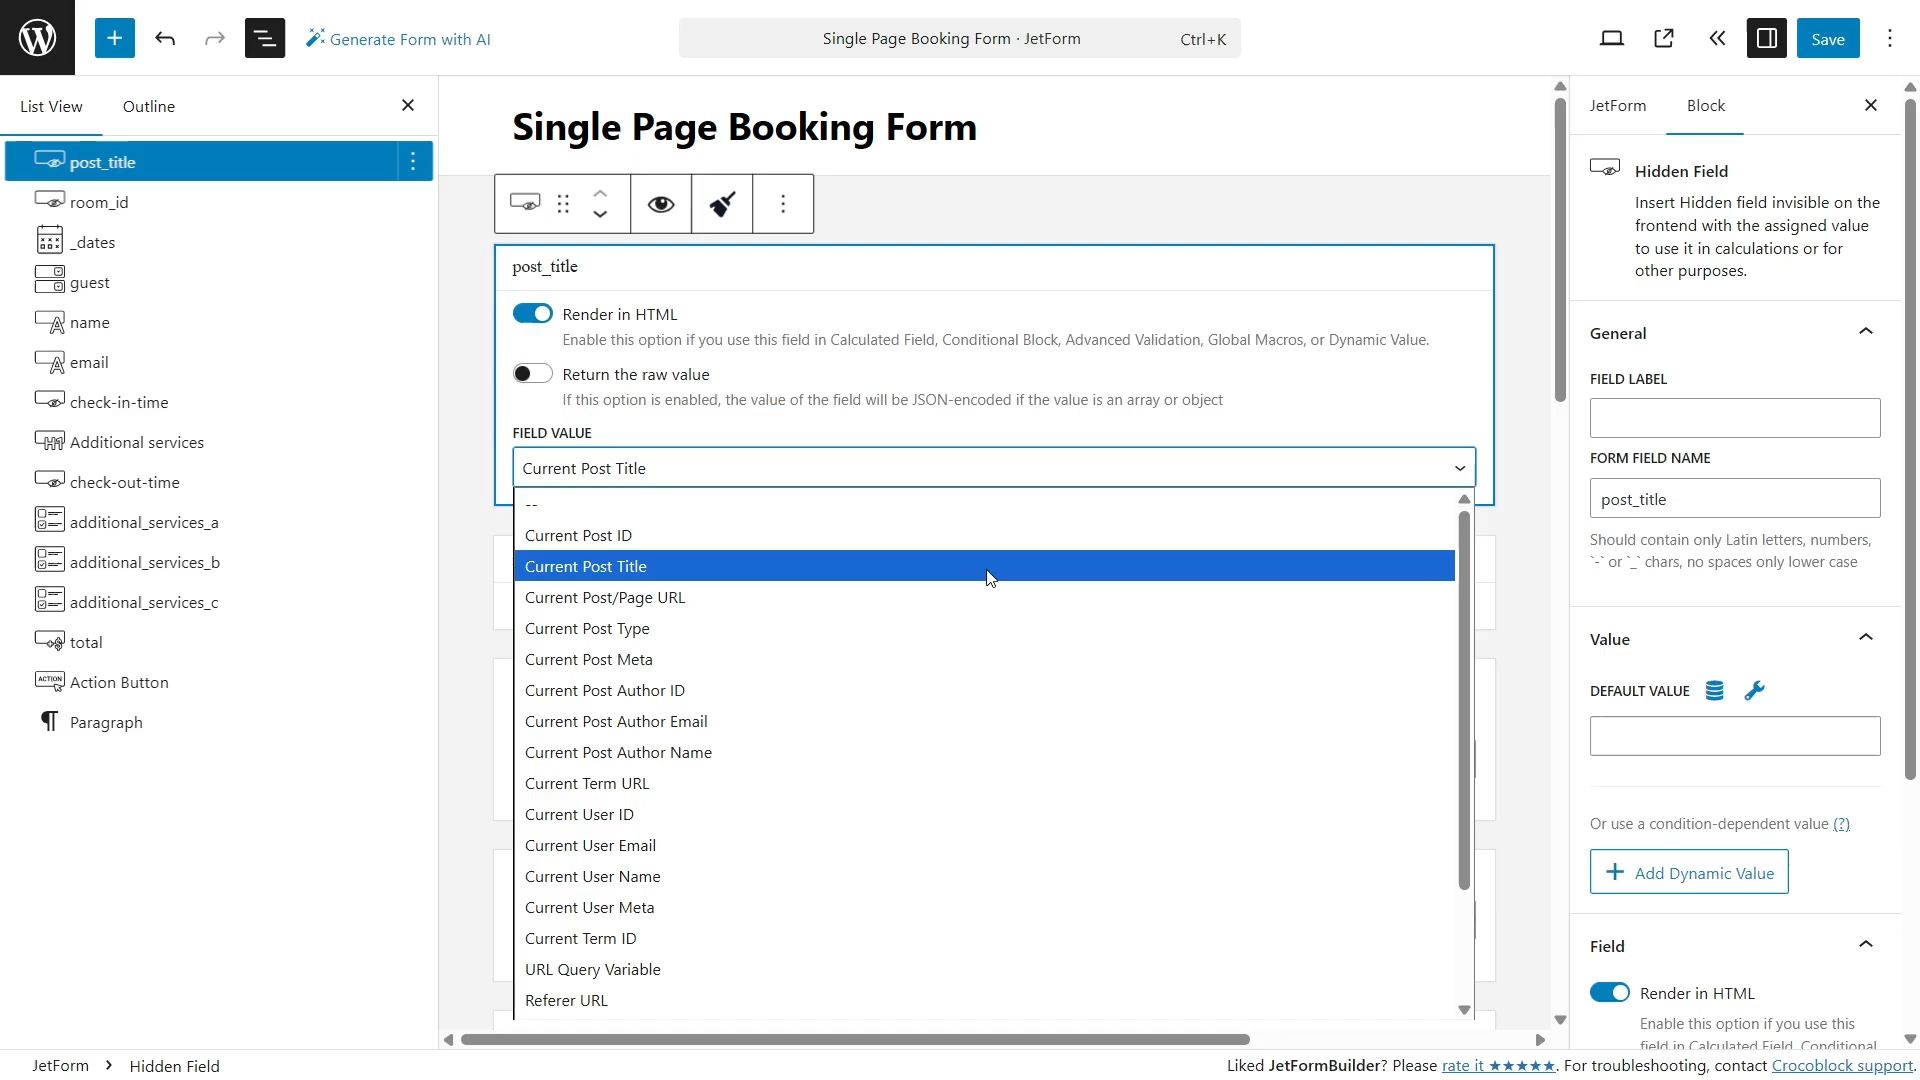 Generate Form with AI
Single Page Booking Form · JetForm
Ctrl+K
Save
List View
Outline
post_title
room_id
_dates
guest
name
email
check-in-time
Additional services
check-out-time
additional_services_a
additional_services_b
additional_services_c
total
ACTION
Action Button
Paragraph
Single Page Booking Form
post_title
Render in HTML
Enable this option if you use this field in Calculated Field, Conditional Block, Advanced Validation, Global Macros, or Dynamic Value.
Return the raw value
If this option is enabled, the value of the field will be JSON-encoded if the value is an array or object
FIELD VALUE
Current Post Title
--
Current Post ID
Current Post Title
Current Post/Page URL
Current Post Type
Current Post Meta
Current Post Author ID
Current Post Author Email
Current Post Author Name
Current Term URL
Current User ID
Current User Email
Current User Name
Current User Meta
Current Term ID
URL Query Variable
Referer URL
JetForm
Block
Hidden Field
Insert Hidden field invisible on the
frontend with the assigned value
to use it in calculations or for
other purposes.
General
FIELD LABEL
FORM FIELD NAME
post_title
Should contain only Latin letters, numbers,
`-` or `_` chars, no spaces only lower case
Value
DEFAULT VALUE
Or use a condition-dependent value (?)
Add Dynamic Value
Field
Render in HTML
Enable this option if you use this
field in Calculated Field, Conditional
JetForm > Hidden Field
Liked JetFormBuilder? Please rate it ★★★★★. For troubleshooting, contact Crocoblock support.